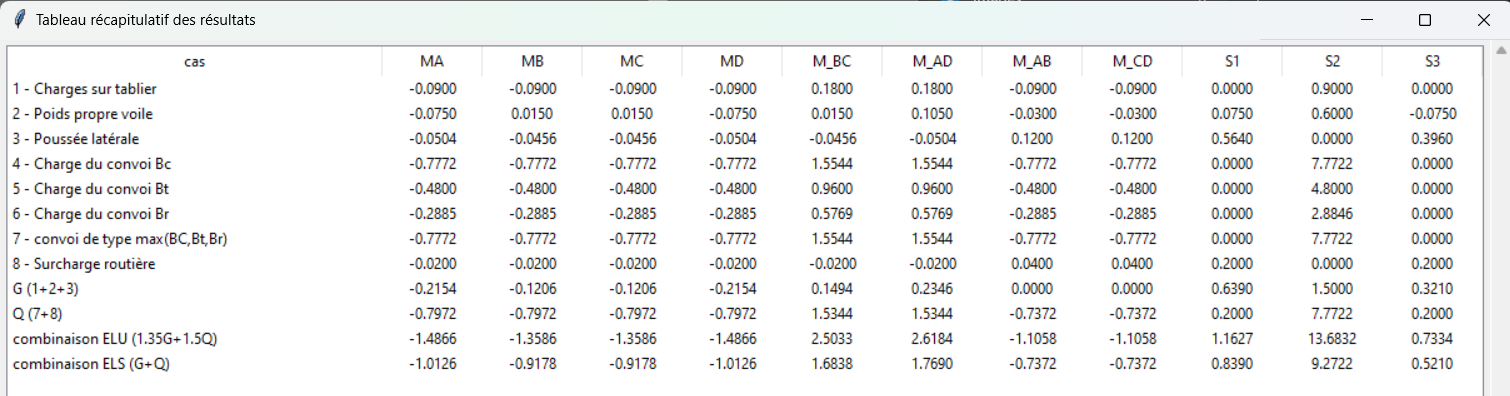 Tableau récapitulatif des résultats
cas MA MB MC MD M_BC M_AD M_AB M_CD S1 S2 S3
1 - Charges sur tablier -0.0900 -0.0900 -0.0900 -0.0900 0.1800 0.1800 -0.0900 -0.0900 0.0000 0.9000 0.0000
2 - Poids propre voile -0.0750 0.0150 0.0150 -0.0750 0.0150 0.1050 -0.0300 -0.0300 0.0750 0.6000 -0.0750
3 - Poussée latérale -0.0504 -0.0456 -0.0456 -0.0504 -0.0456 -0.0504 0.1200 0.1200 0.5640 0.0000 0.3960
4 - Charge du convoi Bc -0.7772 -0.7772 -0.7772 -0.7772 1.5544 1.5544 -0.7772 -0.7772 0.0000 7.7722 0.0000
5 - Charge du convoi Bt -0.4800 -0.4800 -0.4800 -0.4800 0.9600 0.9600 -0.4800 -0.4800 0.0000 4.8000 0.0000
6 - Charge du convoi Br -0.2885 -0.2885 -0.2885 -0.2885 0.5769 0.5769 -0.2885 -0.2885 0.0000 2.8846 0.0000
7 - convoi de type max(BC,Bt,Br) -0.7772 -0.7772 -0.7772 -0.7772 1.5544 1.5544 -0.7772 -0.7772 0.0000 7.7722 0.0000
8 - Surcharge routière -0.0200 -0.0200 -0.0200 -0.0200 -0.0200 -0.0200 0.0400 0.0400 0.2000 0.0000 0.2000
G (1+2+3) -0.2154 -0.1206 -0.1206 -0.2154 0.1494 0.2346 0.0000 0.0000 0.6390 1.5000 0.3210
Q (7+8) -0.7972 -0.7972 -0.7972 -0.7972 1.5344 1.5344 -0.7372 -0.7372 0.2000 7.7722 0.2000
combinaison ELU (1.35G+1.5Q) -1.4866 -1.3586 -1.3586 -1.4866 2.5033 2.6184 -1.1058 -1.1058 1.1627 13.6832 0.7334
combinaison ELS (G+Q) -1.0126 -0.9178 -0.9178 -1.0126 1.6838 1.7690 -0.7372 -0.7372 0.8390 9.2722 0.5210